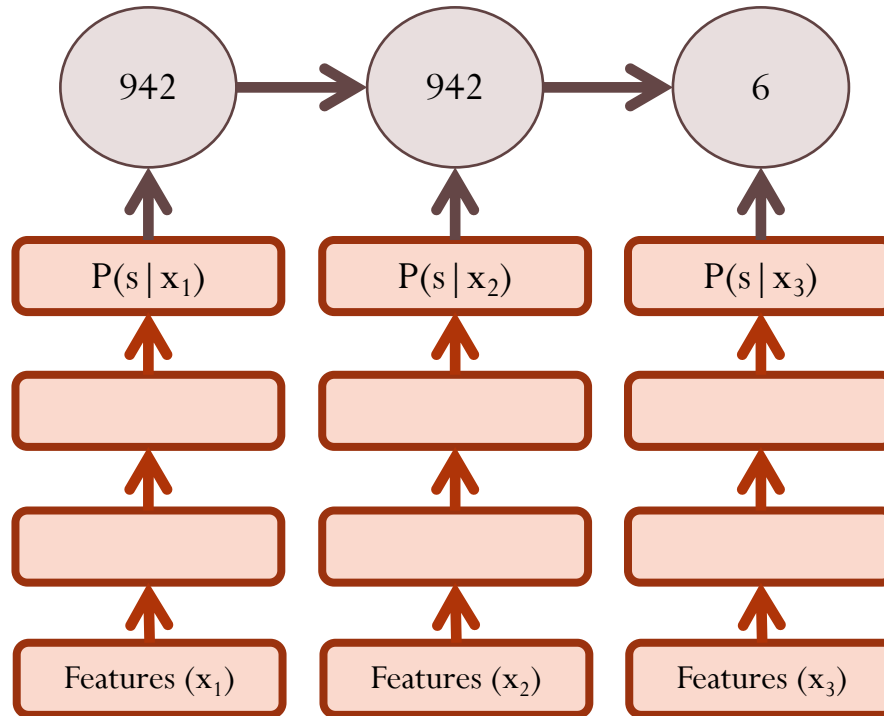 942 942 6
P(s|x₁) P(s|x₂) P(s|x₃)
Features (x₁) Features (x₂) Features (x₃)